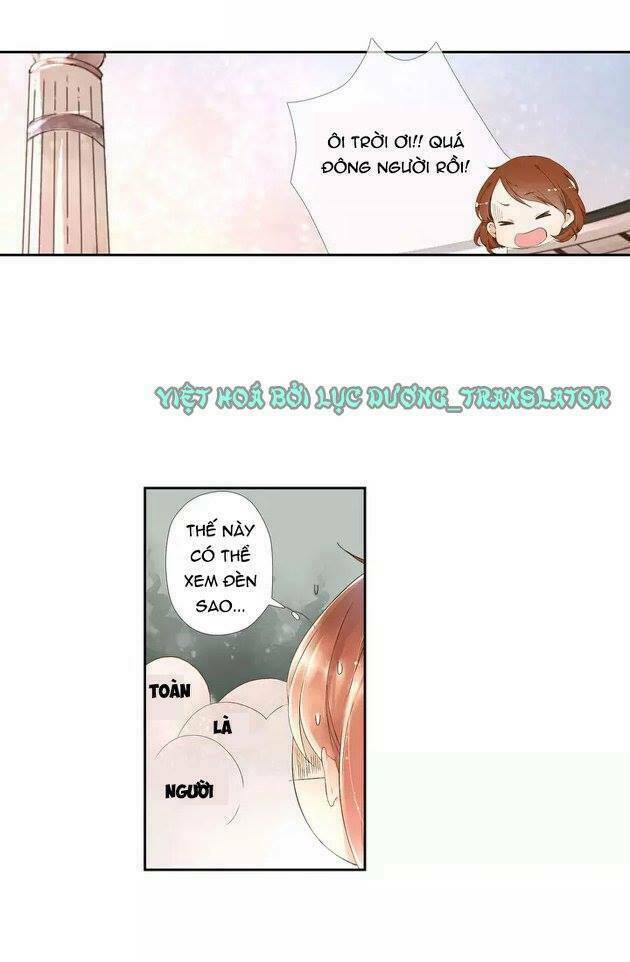 ÔI TRỜI ƠI!! QUÁ
ĐÔNG NGƯỜI RỒI!
VIỆT HOÁ BỞI LỤC DƯƠNG_TRANSLATOR
THẾ NÀY
CÓ THỂ
XEM ĐÈN
SAO...
TOÀN
LÀ
NGƯỜI